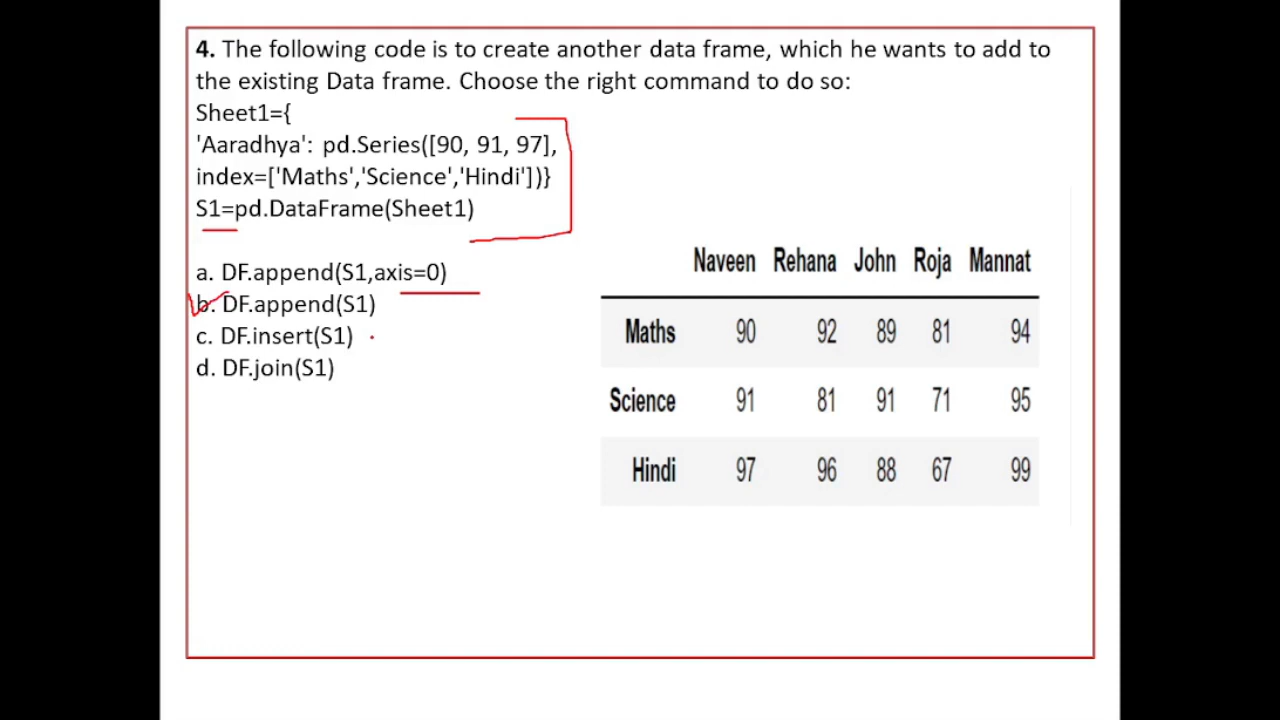 4. The following code is to create another data frame, which he wants to add to
the existing Data frame. Choose the right command to do so:
Sheet1={
'Aaradhya': pd.Series([90, 91, 97],
index=['Maths','Science','Hindi'])}
S1=pd.DataFrame(Sheet1)
a. DF.append(S1,axis=0)
b. DF.append(S1)
c. DF.insert(S1)
d. DF.join(S1)
Naveen Rehana John Roja Mannat
Maths 90 92 89 81 94
Science 91 81 91 71 95
Hindi 97 96 88 67 99